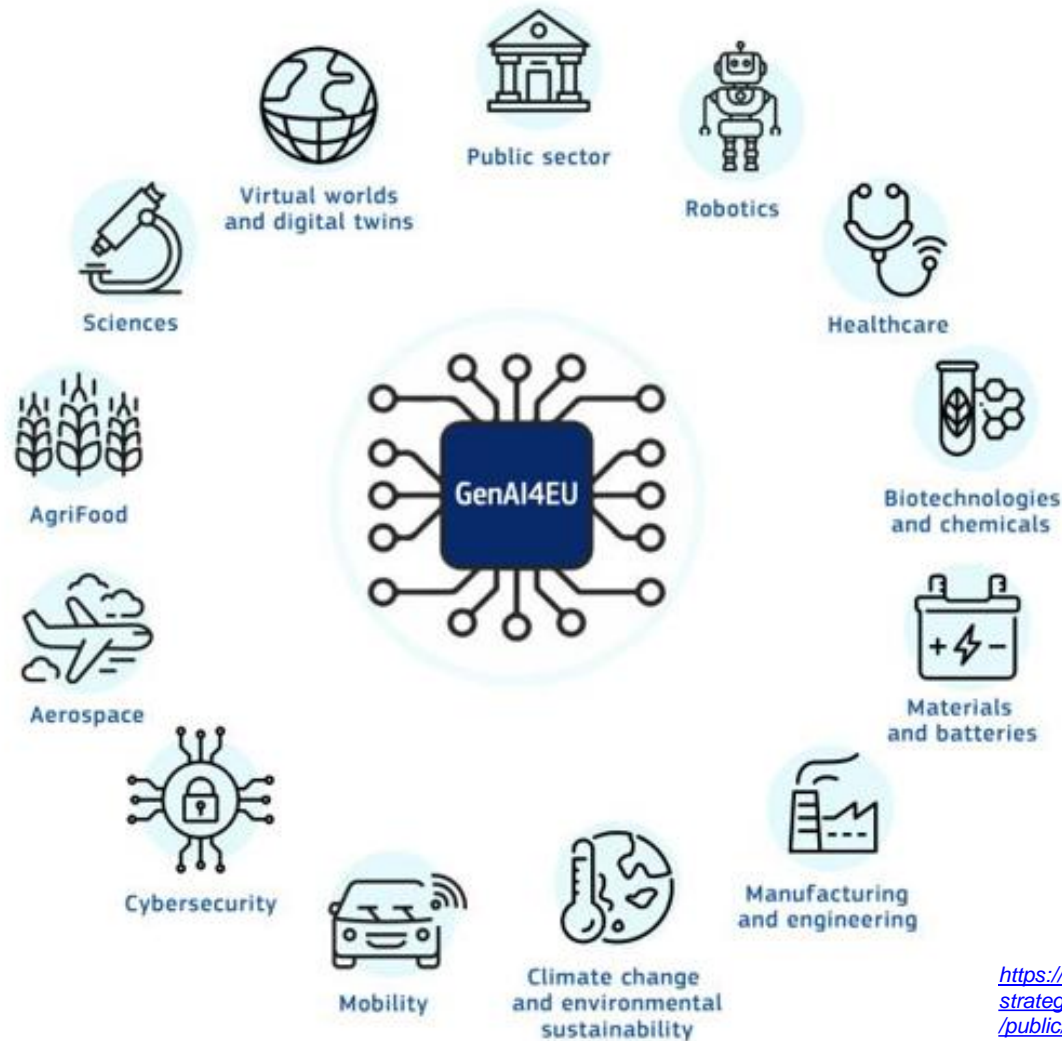 Public sector
Virtual worlds
and digital twins
Robotics
Sciences
Healthcare
GenAI4EU
AgriFood
Biotechnologies
and chemicals
+ -
Aerospace
Materials
and batteries
Cybersecurity
Manufacturing
and engineering
Mobility
Climate change
and environmental
sustainability
https://
strateg
/public